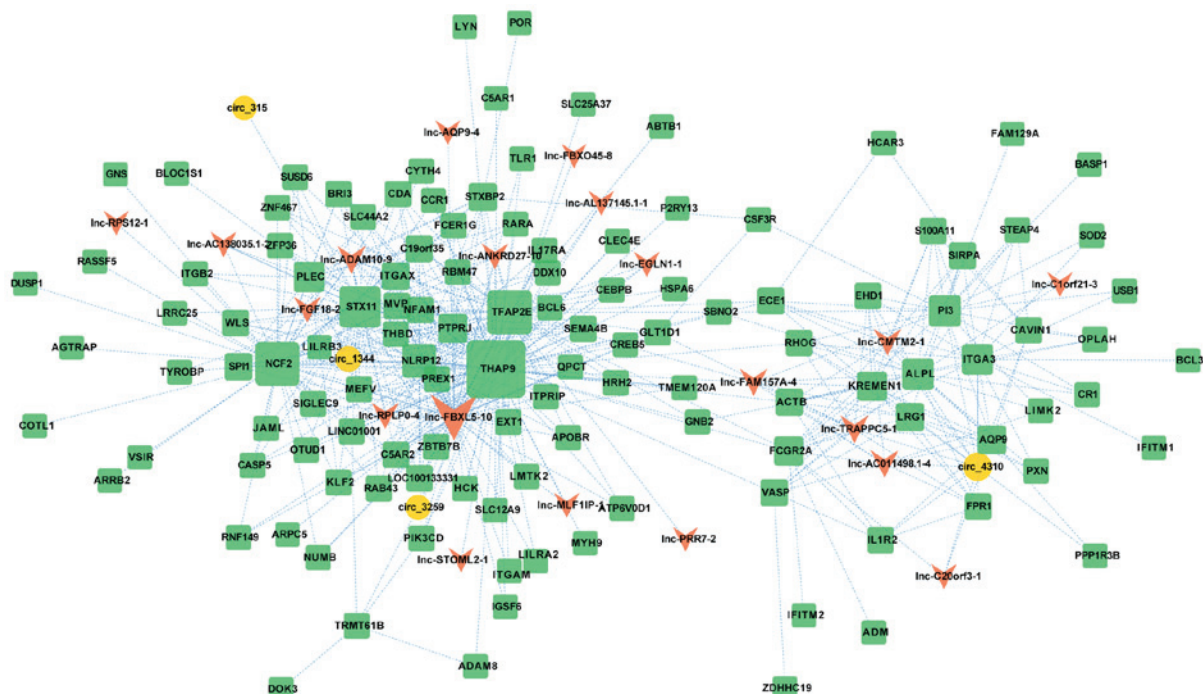 LYN
POR
circ_315
C5AR1
SLC25A37
lnc-AQP9-4
ABTB1
HCAR3
FAM129A
GNS
BLOC1S1
SUSD6
CYTH4
TLR1
lnc-FBXO45-8
BASP1
BRI3
CDA
STXBP2
ZNF467
SLC44A2
CCR1
lnc-AL137145.1-1
P2RY13
CSF3R
S100A11
STEAP4
lnc-RPS12-1
FCER1G
RARA
lnc-AC138035.1-2
ZFP36
C19orf35
IL17RA
CLEC4E
SIRPA
SOD2
RASSF5
ITGB2
lnc-ADAM10-9
lnc-ANKRD27-10
lnc-EGLN1-1
PLEC
ITGAX
RBM47
DDX10
CEBPB
HSPA6
lnc-C1orf21-3
DUSP1
ECE1
EHD1
USB1
LRRC25
lnc-FGF18-2
STX11
MVP
NFAM1
TFAP2E
BCL6
SBNO2
PI3
WLS
PTPRJ
SEMA4B
GLT1D1
CAVIN1
THBD
CREB5
RHOG
lnc-CMTM2-1
OPLAH
AGTRAP
LILRB3
circ_1344
BCL3
TYROBP
SPI1
NCF2
NLRP12
THAP9
QPCT
ITGA3
ALPL
lnc-FAM157A-4
MEFV
PREX1
HRH2
TMEM120A
KREMEN1
CR1
SIGLEC9
ITPRIP
ACTB
COTL1
lnc-RPLP0-4
lnc-FBXL5-10
LRG1
LIMK2
JAML
LINC01001
EXT1
GNB2
lnc-TRAPPC5-1
OTUD1
ZBTB7B
APOBR
AQP9
IFITM1
VSIR
C5AR2
FCGR2A
CASP5
lnc-AC011498.1-4
circ_4310
ARRB2
KLF2
LOC100133331
LMTK2
PXN
RAB43
HCK
VASP
circ_3259
SLC12A9
lnc-MLF1IP-1
ATP6V0D1
FPR1
RNF149
ARPC5
PIK3CD
MYH9
lnc-PRR7-2
IL1R2
PPP1R3B
NUMB
lnc-STOML2-1
LILRA2
ITGAM
lnc-C20orf3-1
IGSF6
IFITM2
TRMT61B
ADM
ADAM8
DOK3
ZDHHC19